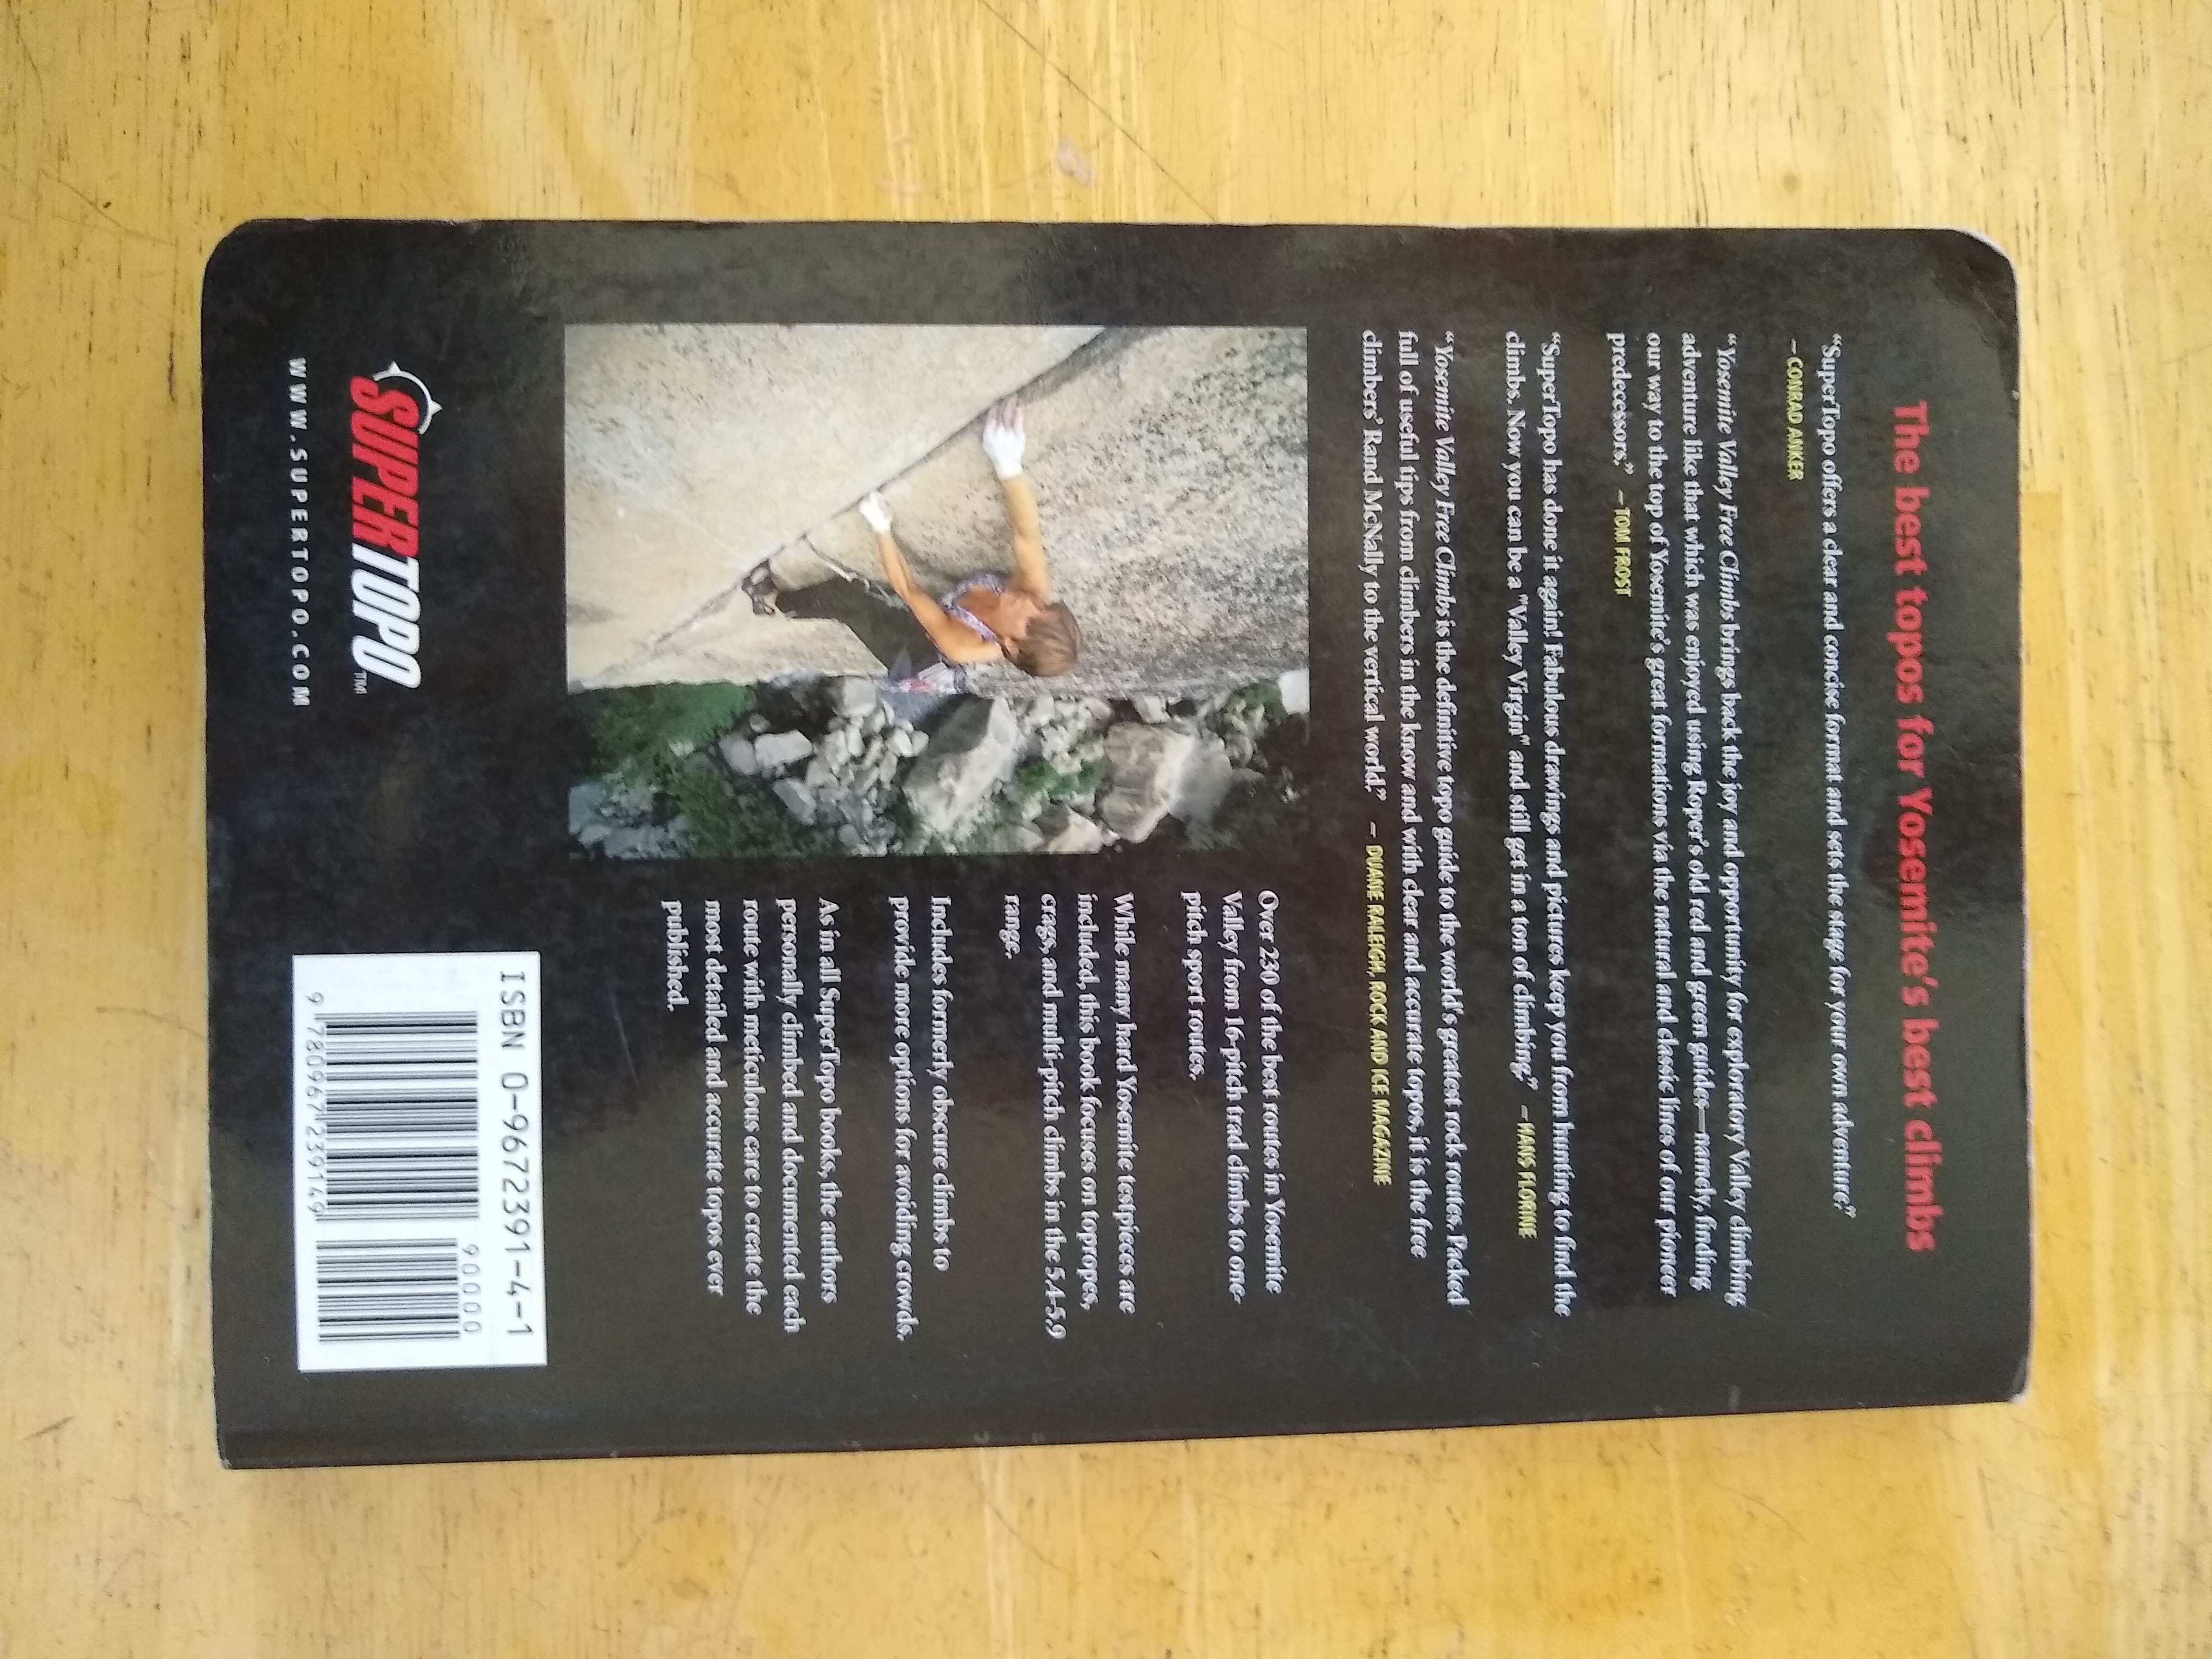 The best topos for Yosemite's best climbs
“SuperTopo offers a clear and concise format and sets the stage for your own adventure.”
– CONRAD ANKER
“Yosemite Valley Free Climbs brings back the joy and opportunity for exploratory Valley climbing
adventure like that which was enjoyed using Roper's old red and green guides—namely, finding
our way to the top of Yosemite's great formations via the natural and classic lines of our pioneer
predecessors.” – TOM FROST
“SuperTopo has done it again! Fabulous drawings and pictures keep you from hunting to find the
climbs. Now you can be a "Valley Virgin" and still get in a ton of climbing.” – HANS FLORINE
“Yosemite Valley Free Climbs is the definitive topo guide to the world's greatest rock routes. Packed
full of useful tips from climbers in the know and with clear and accurate topos, it is the free
climbers' Rand McNally to the vertical world.” – DUANE RALEIGH, ROCK AND ICE MAGAZINE
Over 230 of the best routes in Yosemite
Valley from 16-pitch trad climbs to one-
pitch sport routes.
While many hard Yosemite testpieces are
included, this book focuses on topropes,
crags, and multi-pitch climbs in the 5.4-5.9
range.
Includes formerly obscure climbs to
provide more options for avoiding crowds.
As in all SuperTopo books, the authors
personally climbed and documented each
route with meticulous care to create the
most detailed and accurate topos ever
published.
SUPERTOPO™
WWW.SUPERTOPO.COM
ISBN 0-9672391-4-1
90000
9 780967 239149